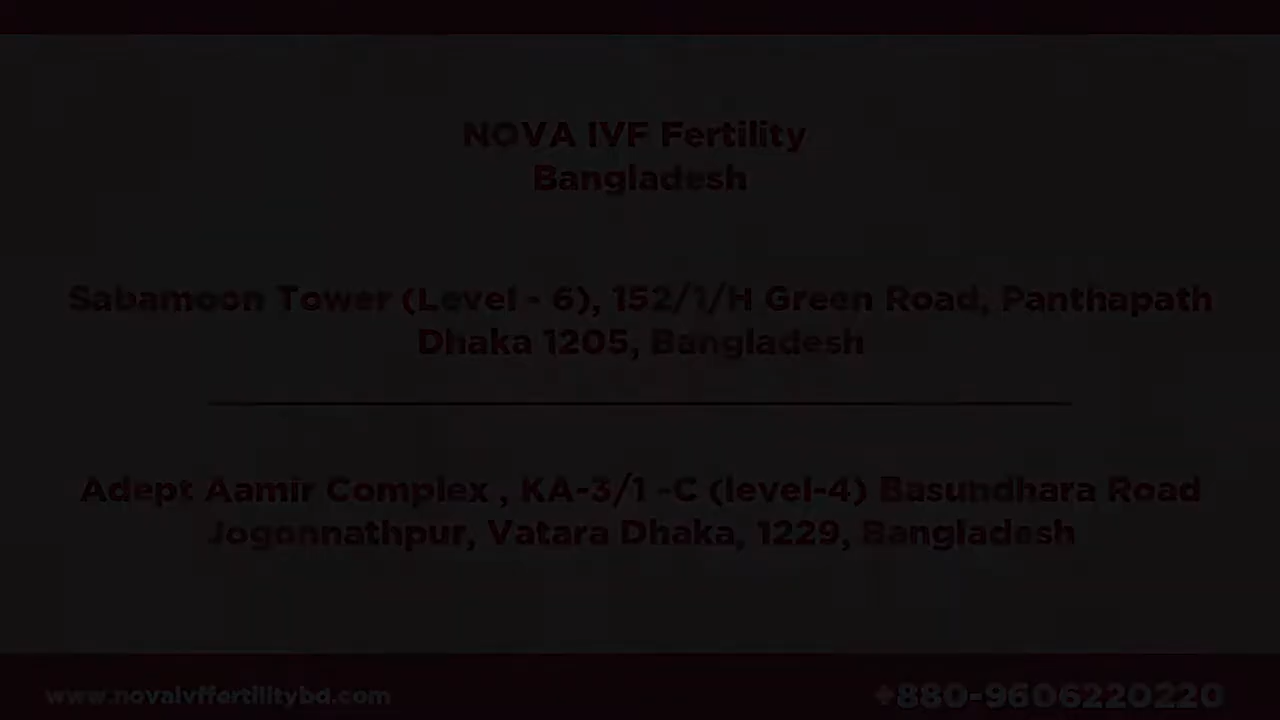 NOVA IVF Fertility
Bangladesh
Sabamoon Tower (Level - 6), 152/1/H Green Road, Panthapath
Dhaka 1205, Bangladesh
Adept Aamir Complex , KA-3/1 -C (level-4) Basundhara Road
Jogonnathpur, Vatara Dhaka, 1229, Bangladesh
www.novaivffertilitybd.com
+880-9606220220